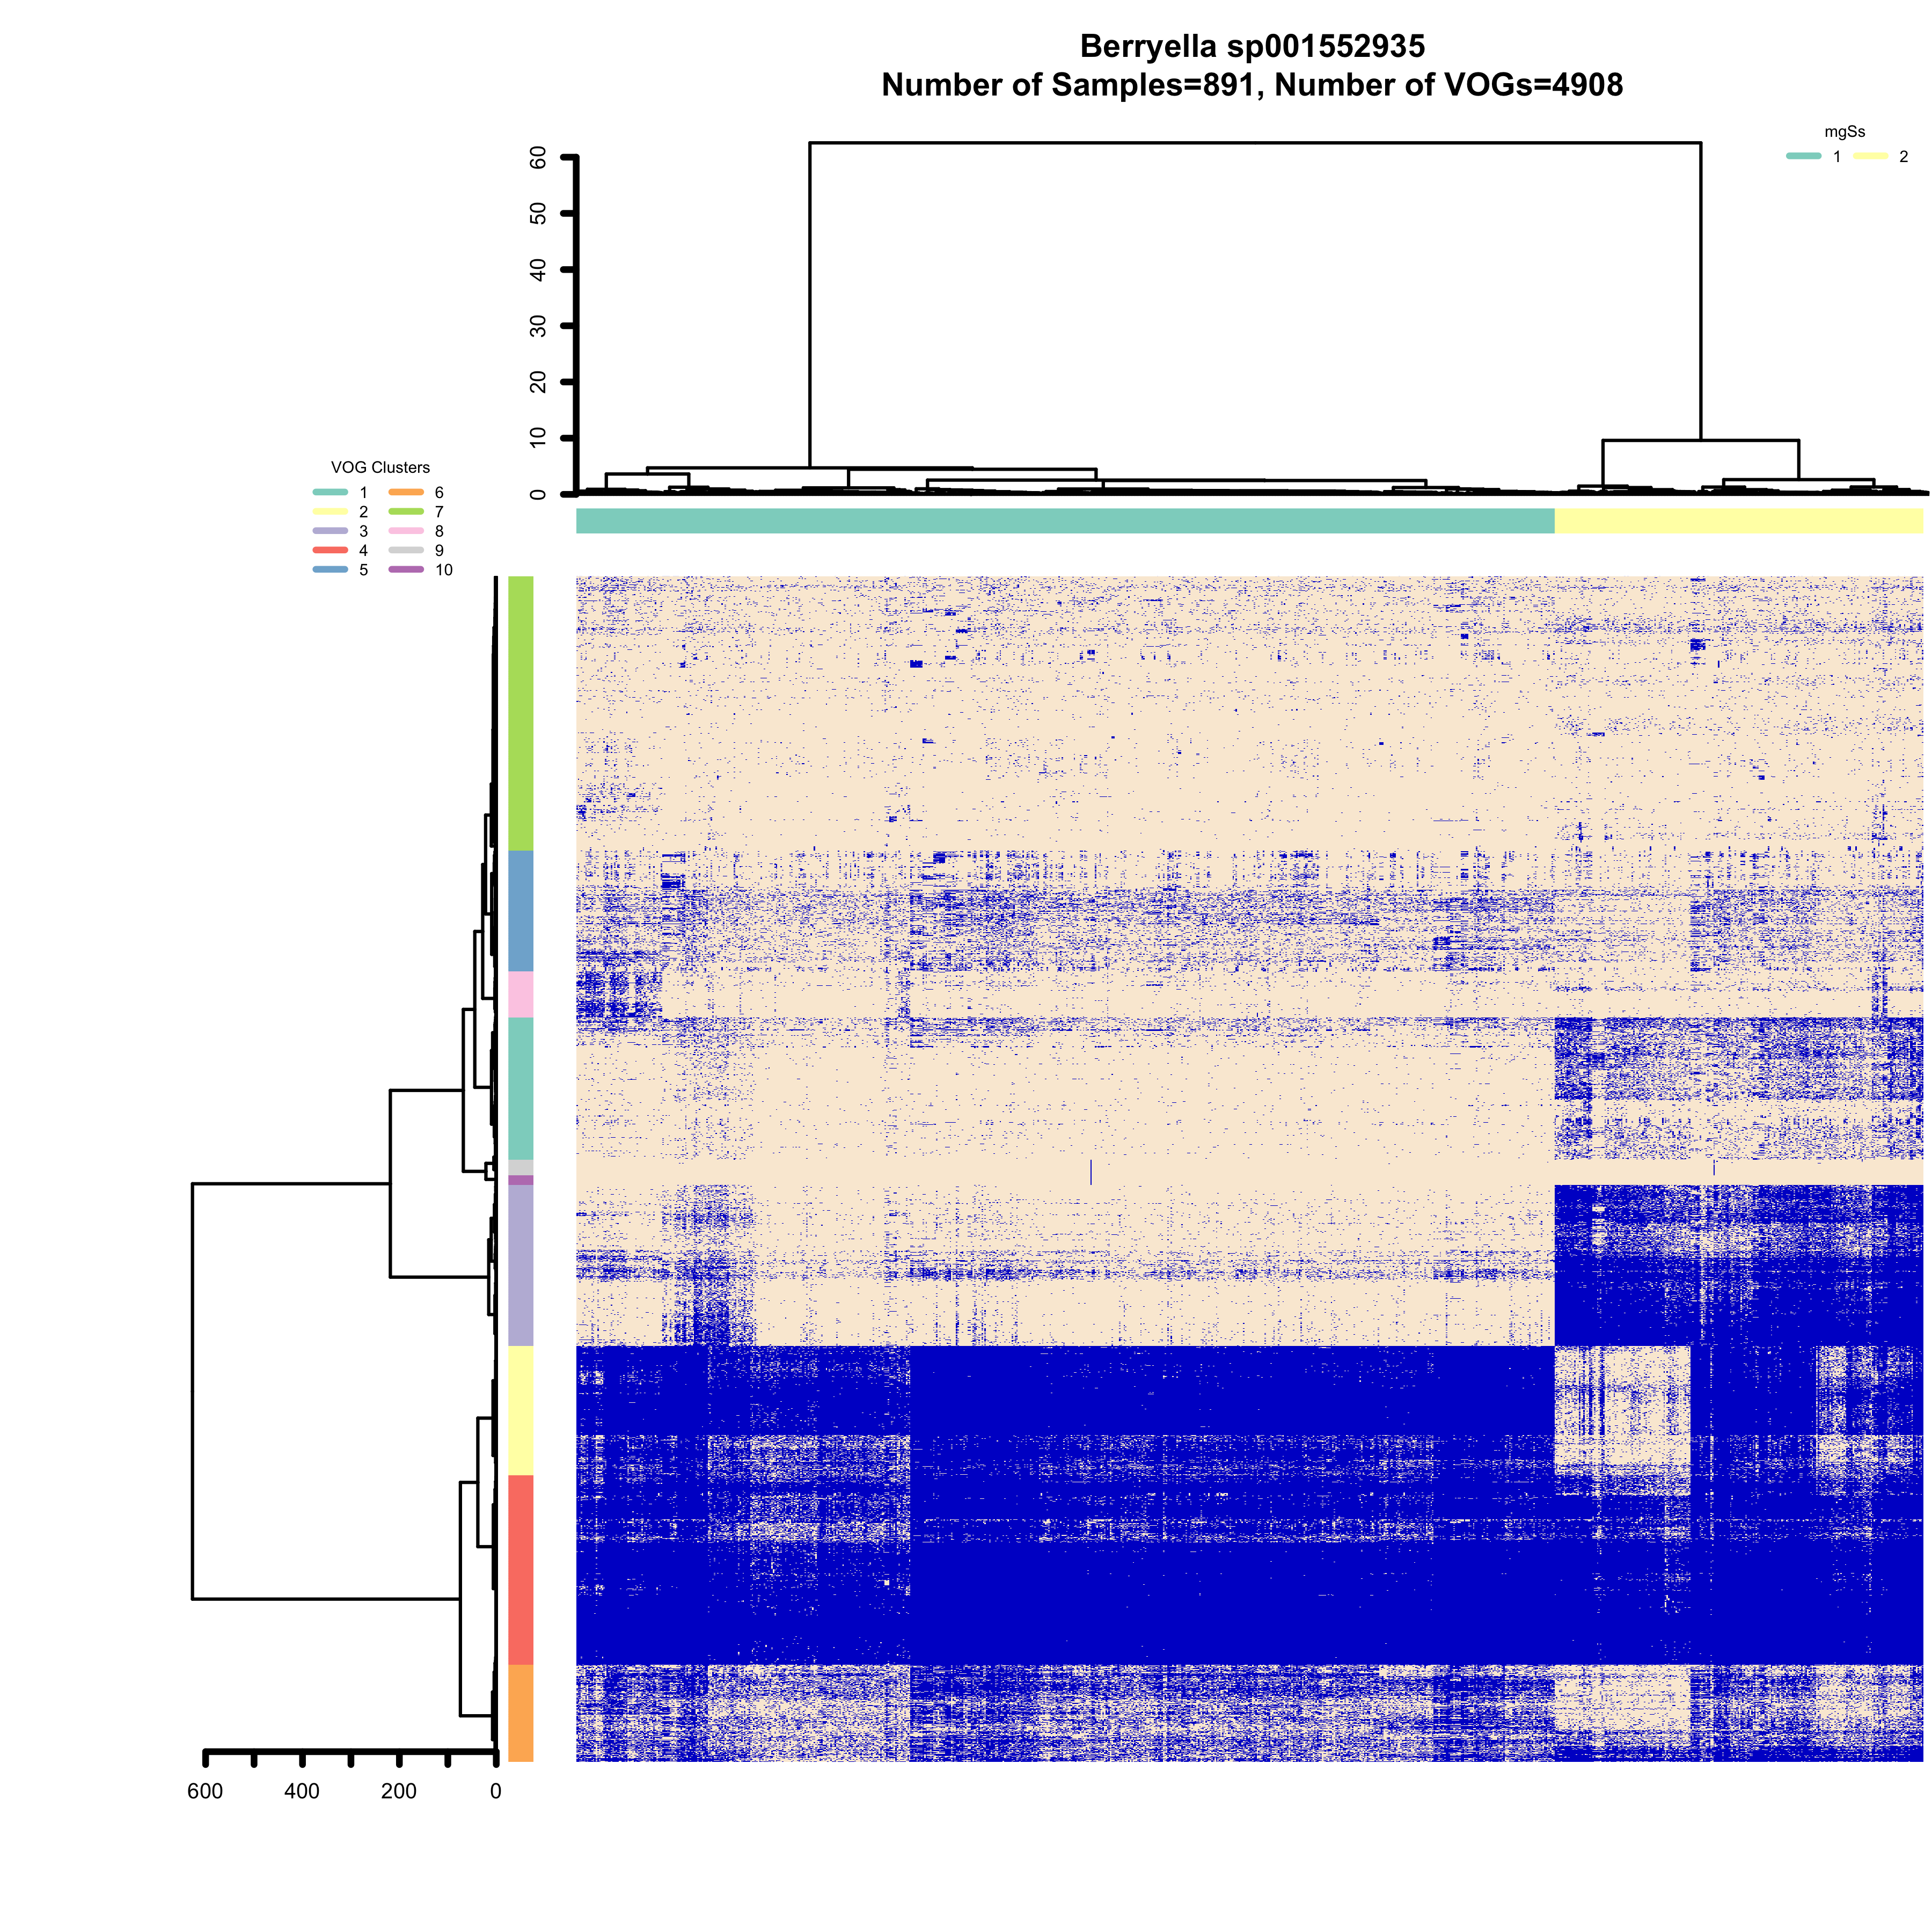 Berryella sp001552935
Number of Samples=891, Number of VOGs=4908
mgSs
1 2
60
50
40
30
20
10
0
VOG Clusters
1 6
2 7
3 8
4 9
5 10
600 400 200 0